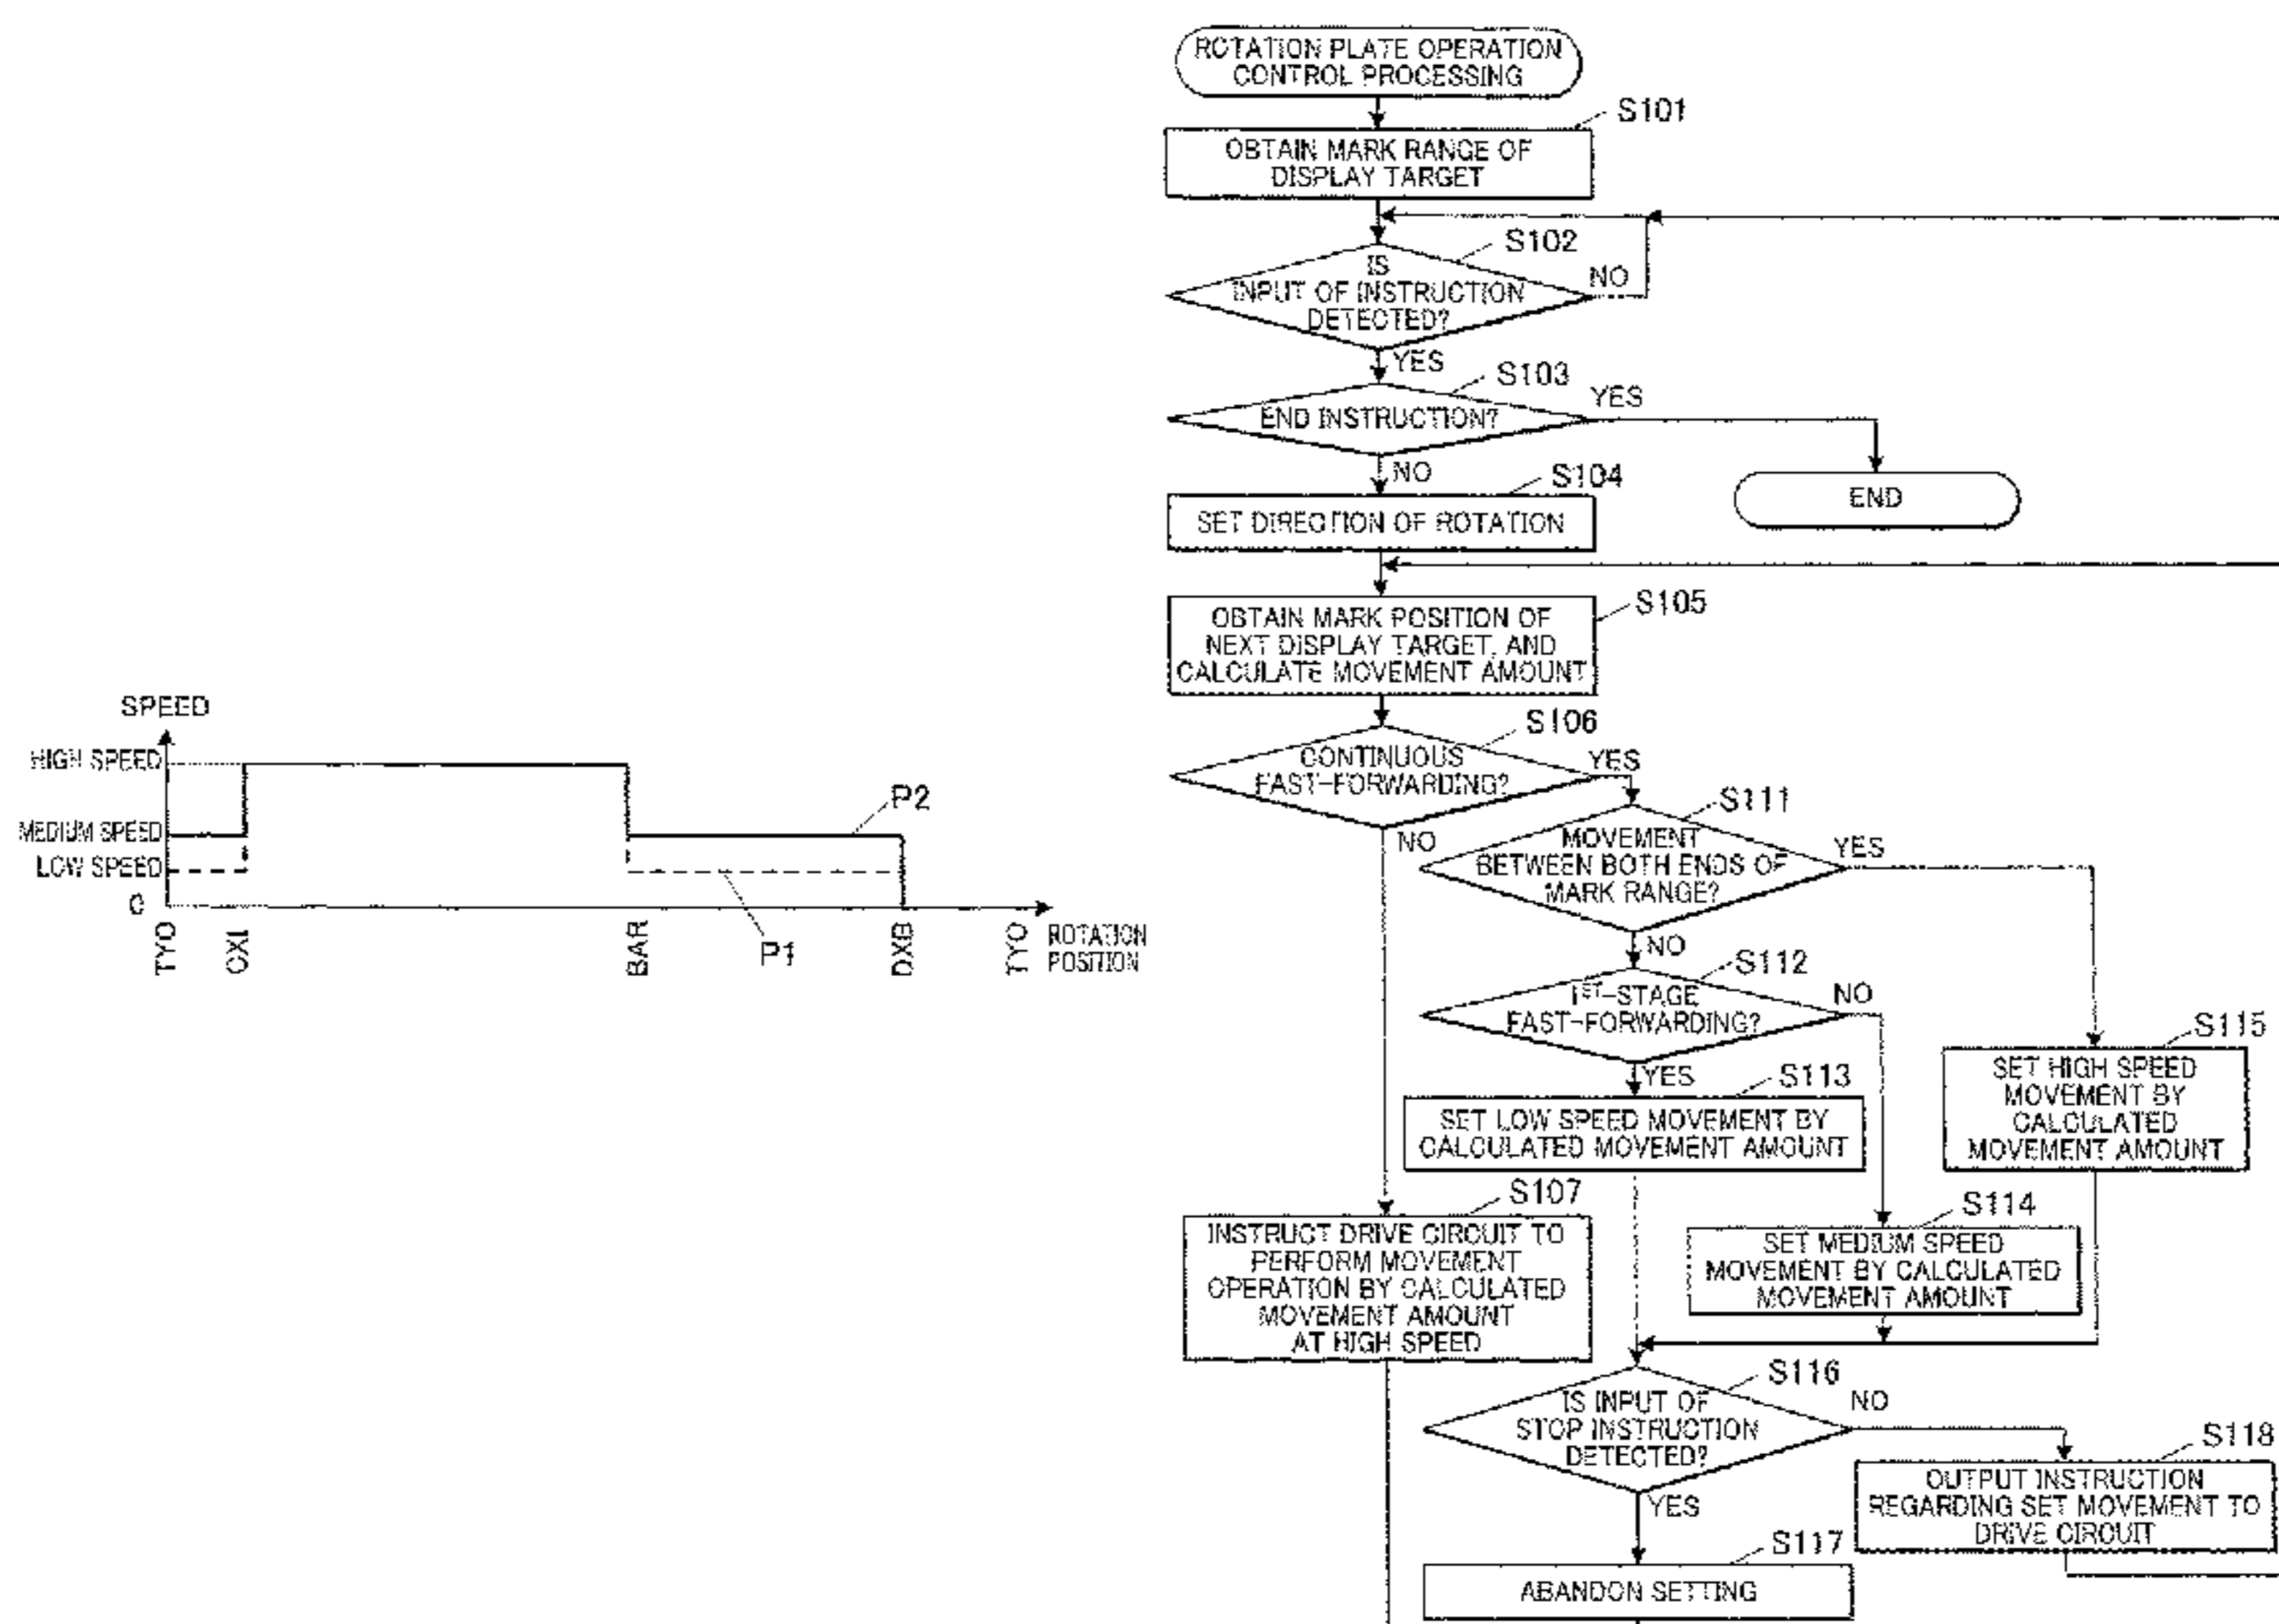 SPEED
HIGH SPEED
MEDIUM SPEED
LOW SPEED
0
P2
P1
TYO
CXI
BAR
DXB
TYO
ROTATION
POSITION
ROTATION PLATE OPERATION
CONTROL PROCESSING
S101
OBTAIN MARK RANGE OF
DISPLAY TARGET
S102
IS
INPUT OF INSTRUCTION
DETECTED?
NO
YES
S103
END INSTRUCTION?
YES
NO
END
S104
SET DIRECTION OF ROTATION
S105
OBTAIN MARK POSITION OF
NEXT DISPLAY TARGET, AND
CALCULATE MOVEMENT AMOUNT
S106
CONTINUOUS
FAST-FORWARDING?
YES
NO
S111
MOVEMENT
BETWEEN BOTH ENDS OF
MARK RANGE?
YES
NO
S112
1ST-STAGE
FAST-FORWARDING?
NO
YES
S113
SET LOW SPEED MOVEMENT BY
CALCULATED MOVEMENT AMOUNT
S115
SET HIGH SPEED
MOVEMENT BY
CALCULATED
MOVEMENT AMOUNT
S107
INSTRUCT DRIVE CIRCUIT TO
PERFORM MOVEMENT
OPERATION BY CALCULATED
MOVEMENT AMOUNT
AT HIGH SPEED
S114
SET MEDIUM SPEED
MOVEMENT BY CALCULATED
MOVEMENT AMOUNT
S116
IS INPUT OF
STOP INSTRUCTION
DETECTED?
NO
YES
S118
OUTPUT INSTRUCTION
REGARDING SET MOVEMENT TO
DRIVE CIRCUIT
S117
ABANDON SETTING